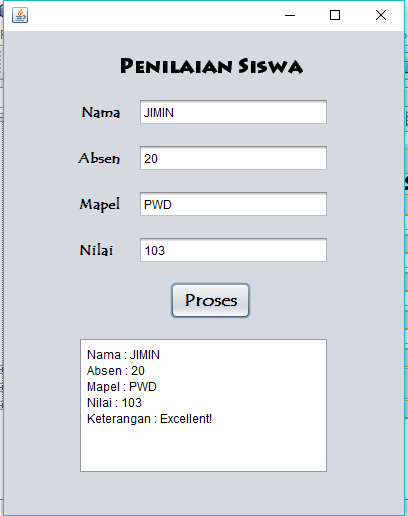 Penilaian Siswa
Nama JIMIN
Absen 20
Mapel PWD
Nilai 103
Proses
Nama : JIMIN
Absen : 20
Mapel : PWD
Nilai : 103
Keterangan : Excellent!